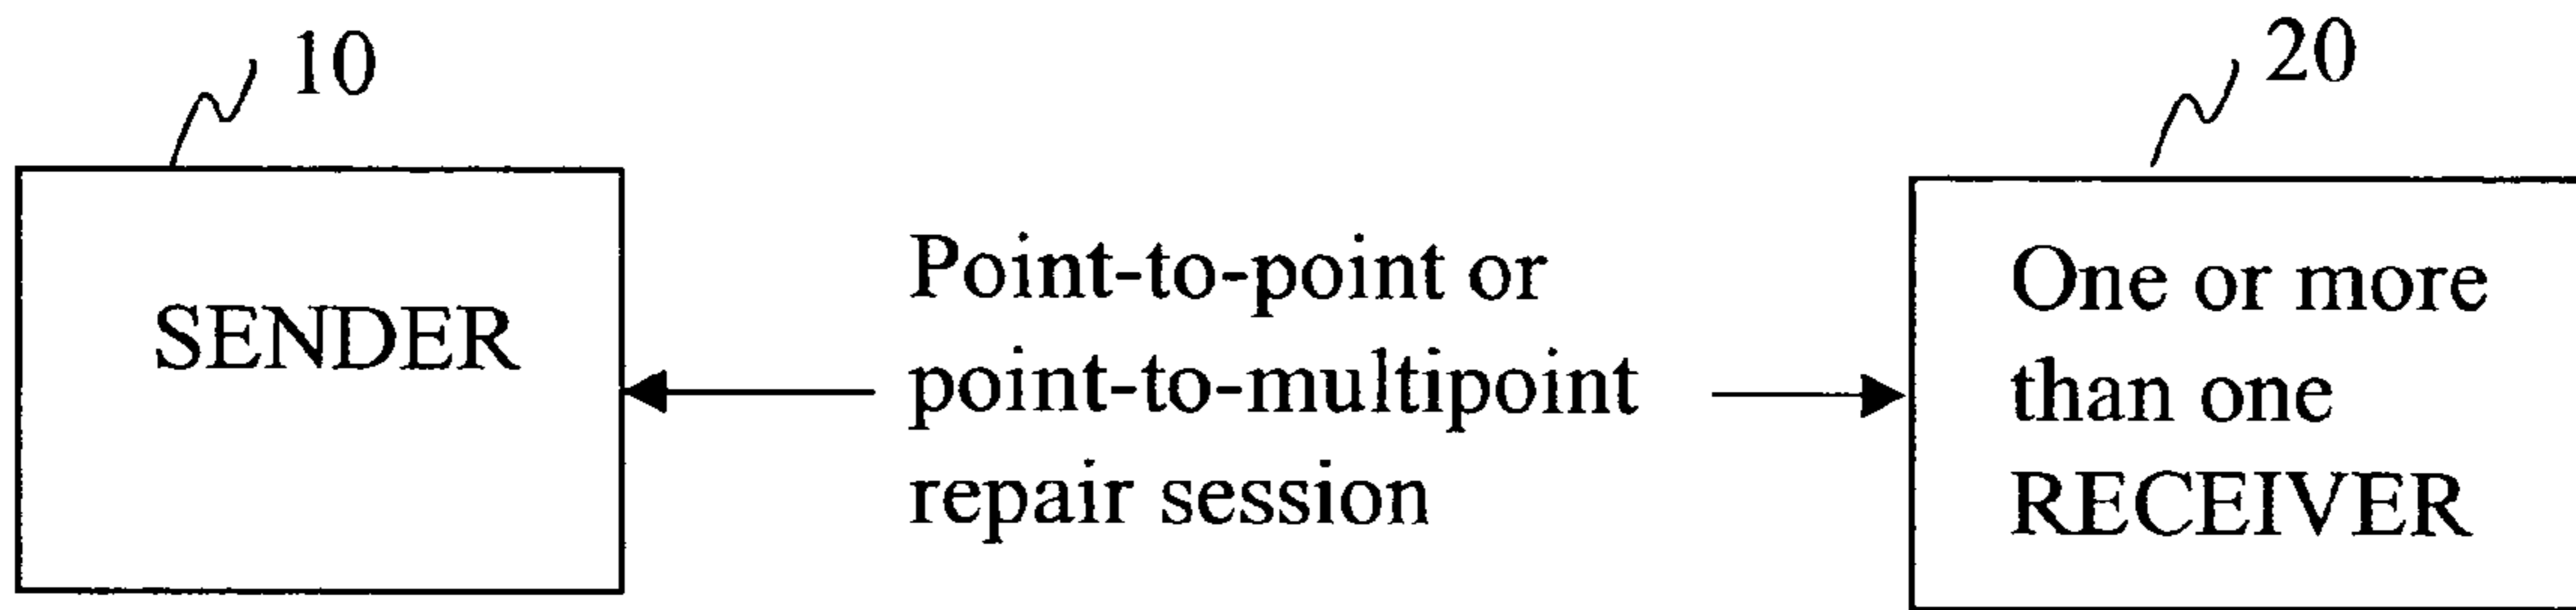 10
20
SENDER
Point-to-point or
point-to-multipoint
repair session
One or more
than one
RECEIVER